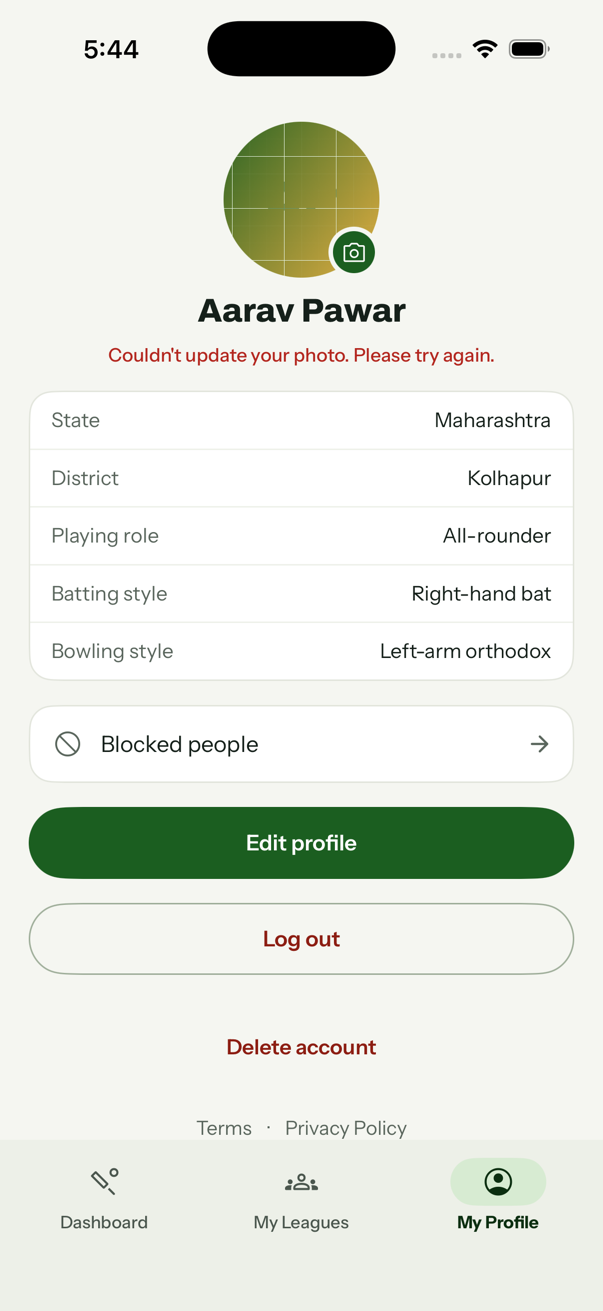 5:44
Aarav Pawar
Couldn't update your photo. Please try again.
State Maharashtra
District Kolhapur
Playing role All-rounder
Batting style Right-hand bat
Bowling style Left-arm orthodox
Blocked people
Edit profile
Log out
Delete account
Terms · Privacy Policy
Dashboard My Leagues My Profile